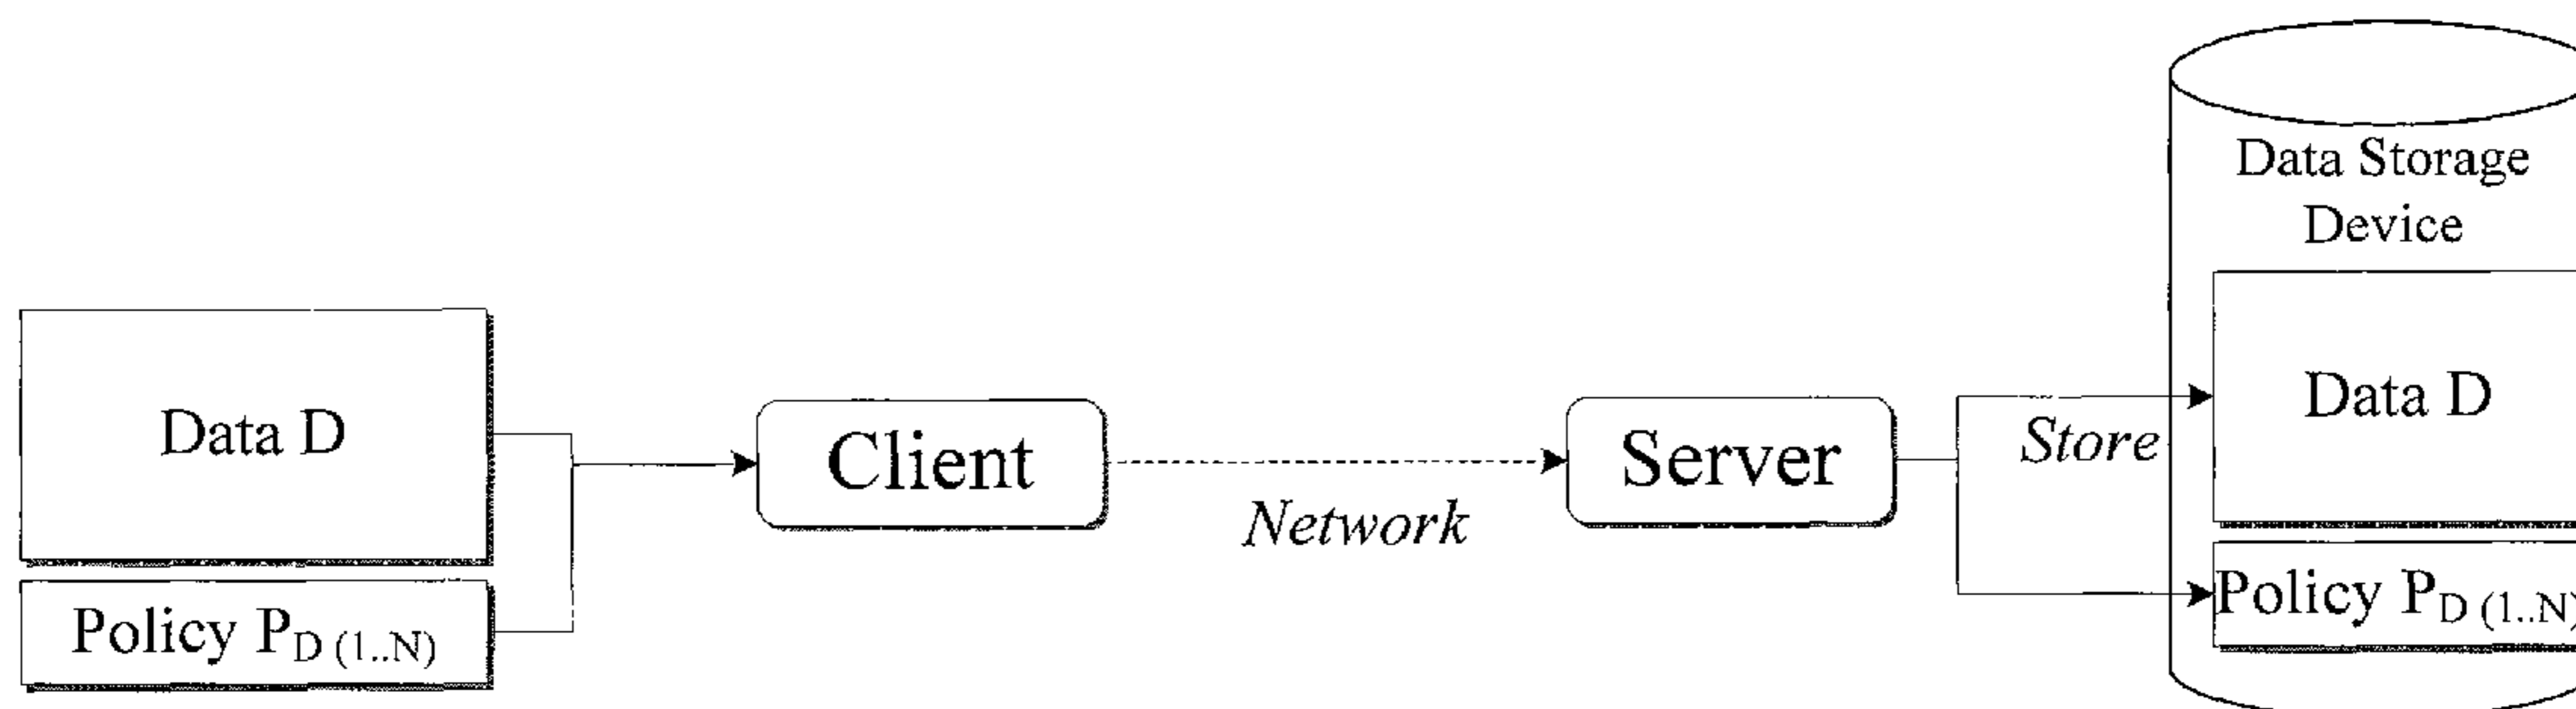 Data D
Policy P_D (1..N)
Client
Network
Server
Store
Data Storage
Device
Data D
Policy P_D (1..N)